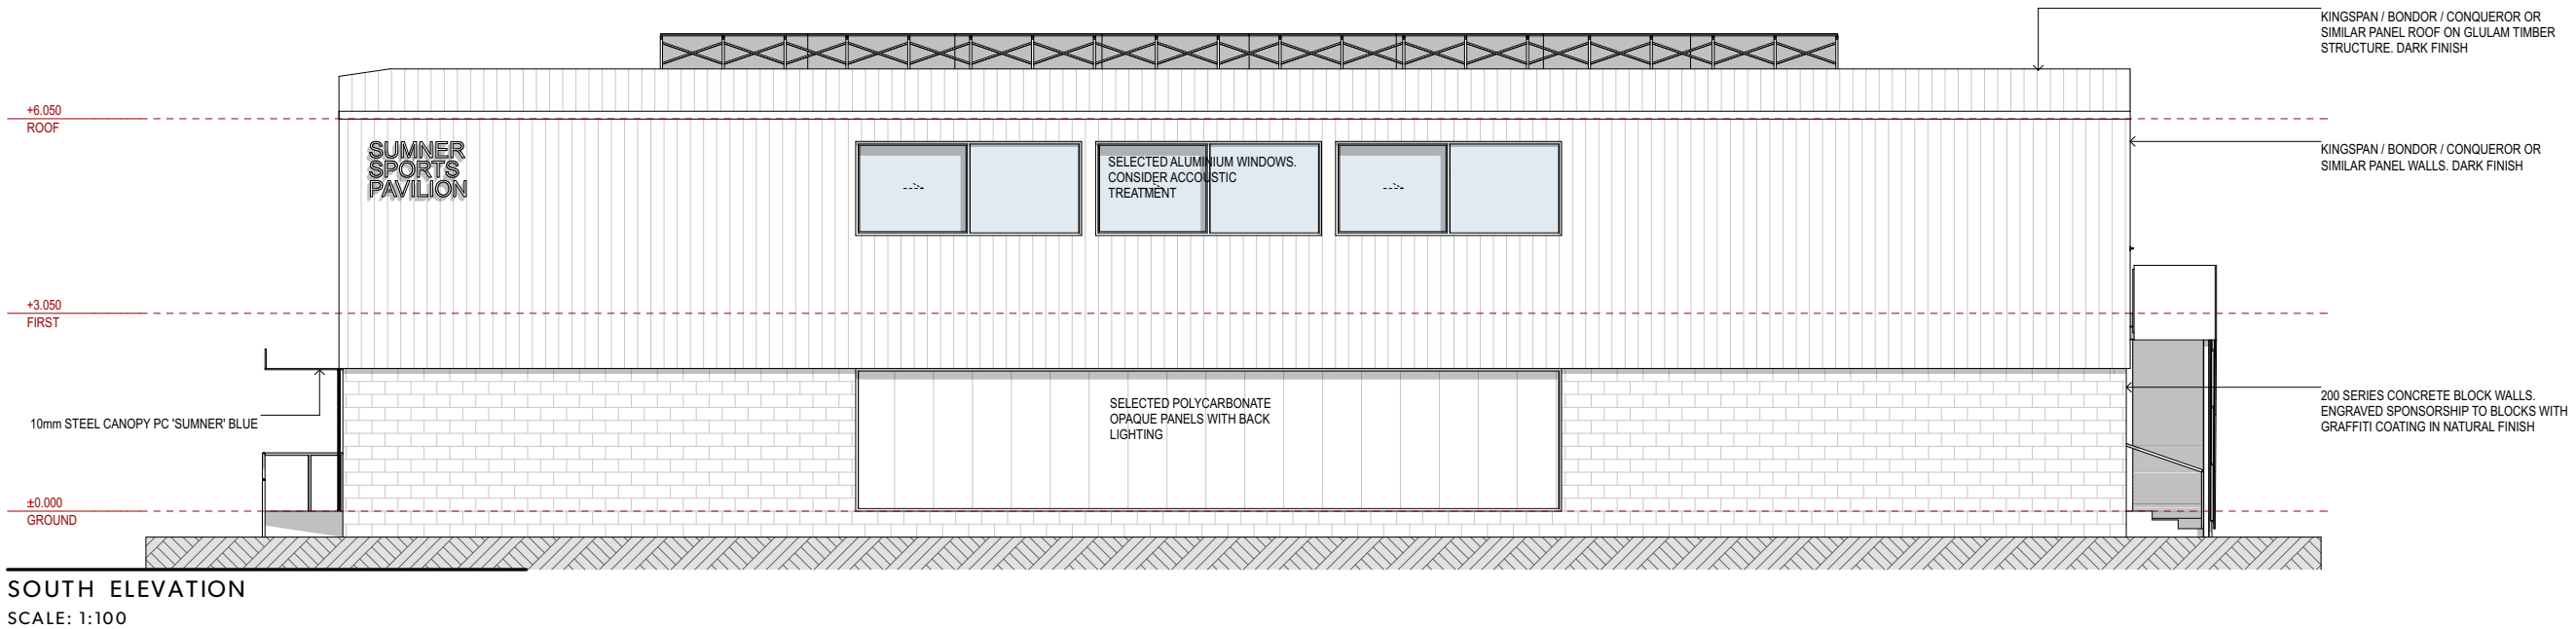 KINGSPAN / BONDOR / CONQUEROR OR
SIMILAR PANEL ROOF ON GLULAM TIMBER
STRUCTURE. DARK FINISH
+6.050
ROOF
SUMNER
SPORTS
PAVILION
SELECTED ALUMINIUM WINDOWS.
CONSIDER ACCOUSTIC
TREATMENT
KINGSPAN / BONDOR / CONQUEROR OR
SIMILAR PANEL WALLS. DARK FINISH
+3.050
FIRST
10mm STEEL CANOPY PC 'SUMNER' BLUE
SELECTED POLYCARBONATE
OPAQUE PANELS WITH BACK
LIGHTING
200 SERIES CONCRETE BLOCK WALLS.
ENGRAVED SPONSORSHIP TO BLOCKS WITH
GRAFFITI COATING IN NATURAL FINISH
±0.000
GROUND
SOUTH ELEVATION
SCALE: 1:100